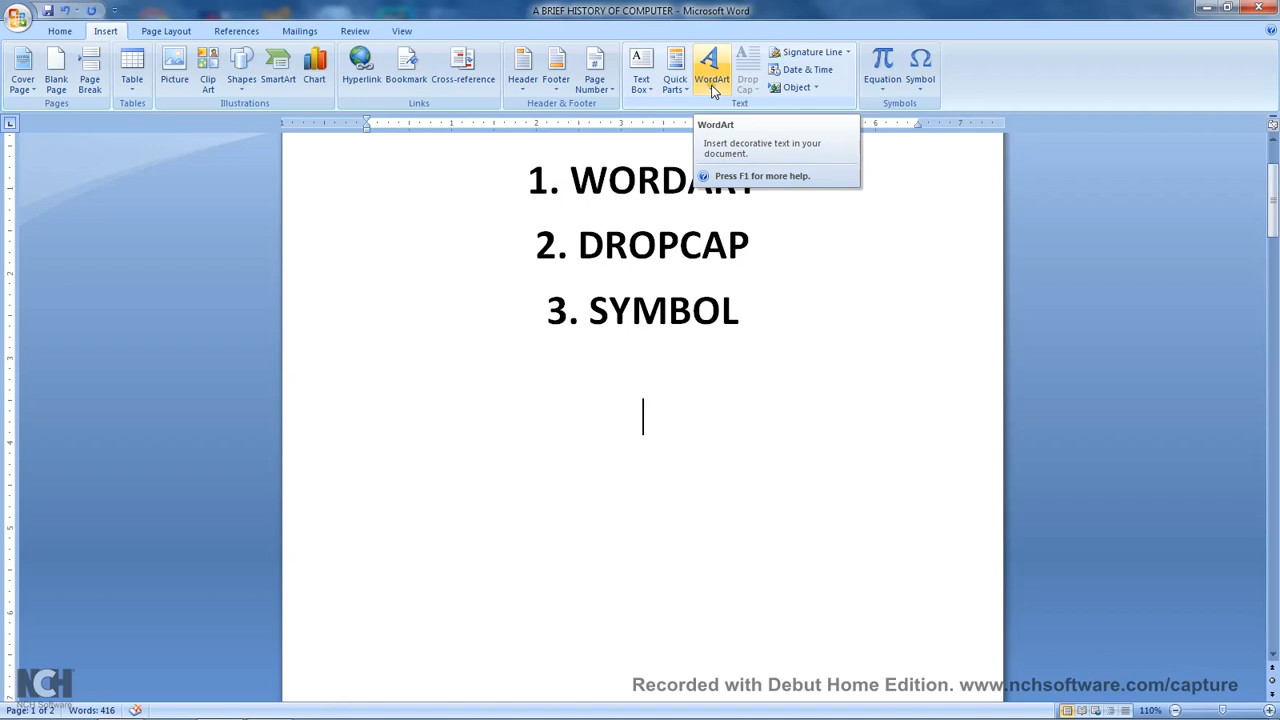 A BRIEF HISTORY OF COMPUTER - Microsoft Word
Home Insert Page Layout References Mailings Review View
Cover Page Blank Page Page Break Table Picture Clip Art Shapes SmartArt Chart Hyperlink Bookmark Cross-reference Header Footer Page Number Text Box Quick Parts WordArt Drop Cap Equation Symbol
Signature Line
Date & Time
Object
Pages Tables Illustrations Links Header & Footer Text Symbols
WordArt
Insert decorative text in your
document.
Press F1 for more help.
1. WORDART
2. DROPCAP
3. SYMBOL
NCH
NCH Software
Recorded with Debut Home Edition. www.nchsoftware.com/capture
Page: 1 of 2 Words: 416 110%